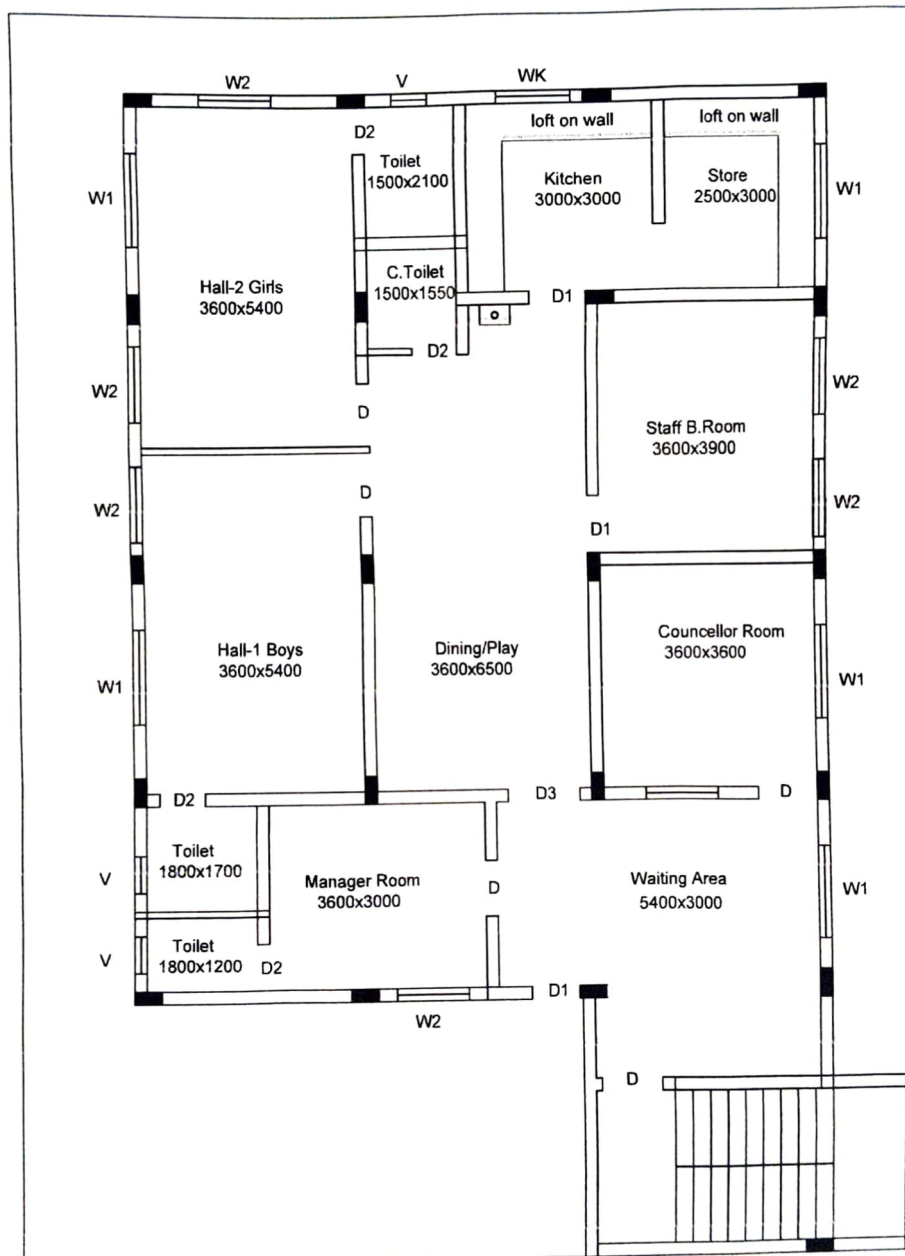 W2
V
WK
D2
loft on wall
loft on wall
Toilet
1500x2100
Kitchen
3000x3000
Store
2500x3000
W1
W1
Hall-2 Girls
3600x5400
C.Toilet
1500x1550
D1
D2
W2
W2
D
Staff B.Room
3600x3900
W2
D
W2
D1
Hall-1 Boys
3600x5400
Dining/Play
3600x6500
Councellor Room
3600x3600
W1
W1
D2
D3
D
Toilet
1800x1700
V
Manager Room
3600x3000
D
Waiting Area
5400x3000
W1
Toilet
1800x1200
V
D2
D1
W2
D